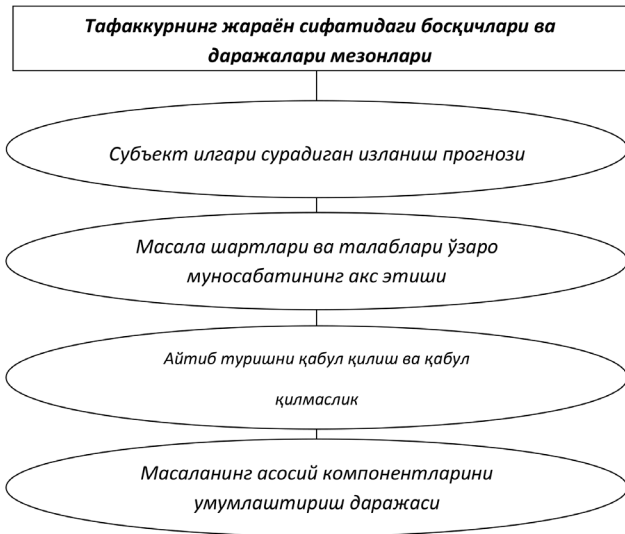 Тафаккурнинг жараён сифатидаги босқичлари ва
даражалари мезонлари
Субъект илгари сурадиган изланиш прогнози
Масала шартлари ва талаблари ўзаро
муносабатининг акс этиши
Айтиб туришни қабул қилиш ва қабул
қилмаслик
Масаланинг асосий компонентларини
умумлаштириш даражаси